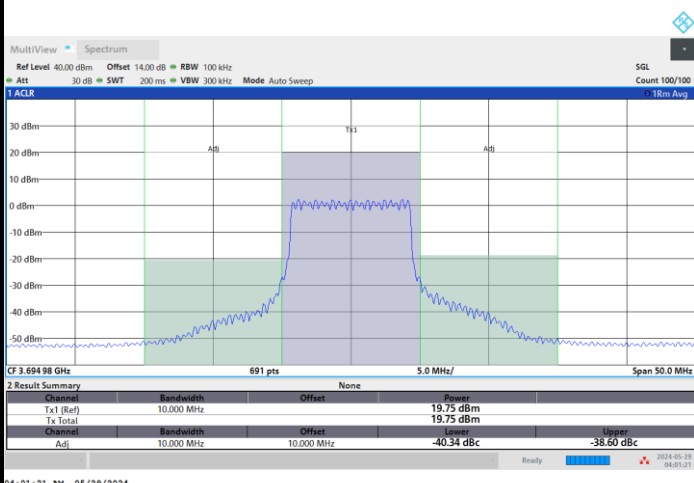 MultiView Spectrum
Ref Level 40.00 dBm Offset 14.00 dB RBW 100 kHz SGL
Att 30 dB SWT 200 ms VBW 300 kHz Mode Auto Sweep Count 100/100
1 ACLR 1Rm Avg
30 dBm
Tx1
20 dBm
Adj Adj
10 dBm
0 dBm
-10 dBm
-20 dBm
-30 dBm
-40 dBm
-50 dBm
CF 3.694 98 GHz 691 pts 5.0 MHz/ Span 50.0 MHz
2 Result Summary None
Channel Bandwidth Offset Power
Tx1 (Ref) 10.000 MHz 19.75 dBm
Tx Total 19.75 dBm
Channel Bandwidth Offset Lower Upper
Adj 10.000 MHz 10.000 MHz -40.34 dBc -38.60 dBc
Ready 2024-05-29
04:01:21